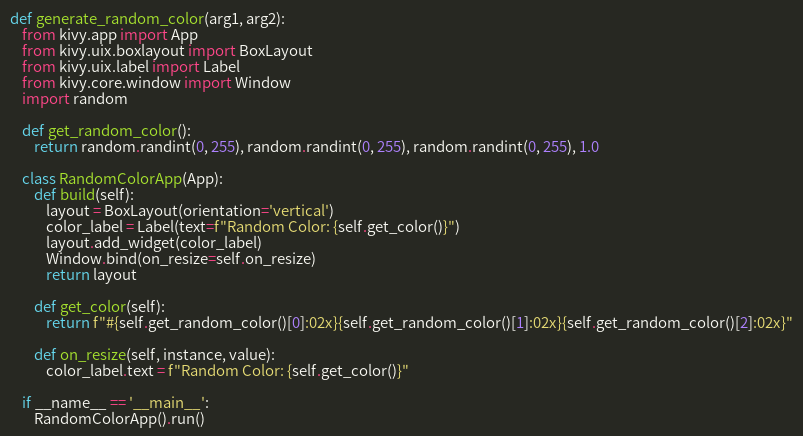 def generate_random_color(arg1, arg2):
    from kivy.app import App
    from kivy.uix.boxlayout import BoxLayout
    from kivy.uix.label import Label
    from kivy.core.window import Window
    import random

    def get_random_color():
        return random.randint(0, 255), random.randint(0, 255), random.randint(0, 255), 1.0

    class RandomColorApp(App):
        def build(self):
            layout = BoxLayout(orientation='vertical')
            color_label = Label(text=f"Random Color: {self.get_color()}")
            layout.add_widget(color_label)
            Window.bind(on_resize=self.on_resize)
            return layout

        def get_color(self):
            return f"#{self.get_random_color()[0]:02x}{self.get_random_color()[1]:02x}{self.get_random_color()[2]:02x}"

        def on_resize(self, instance, value):
            color_label.text = f"Random Color: {self.get_color()}"

    if __name__ == '__main__':
        RandomColorApp().run()